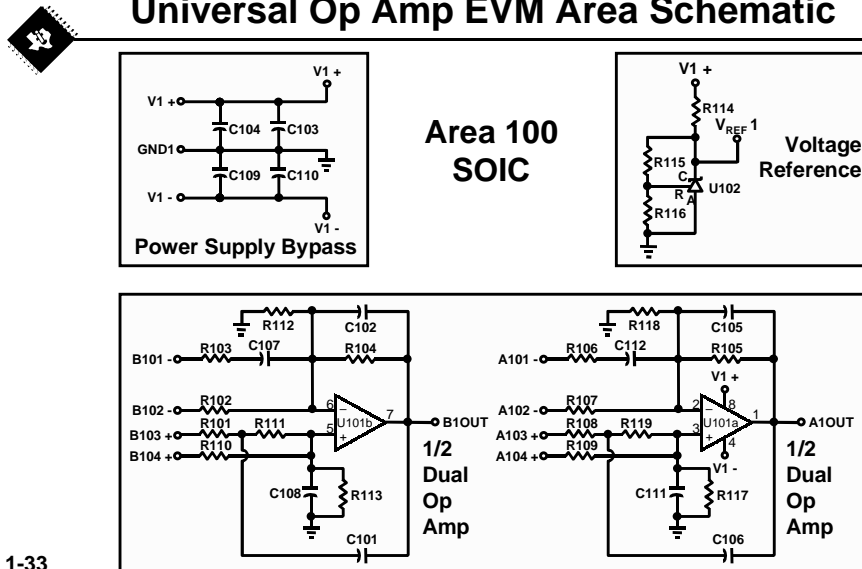 Universal Op Amp EVM Area Schematic
V1 +
V1 +
C104
C103
GND1
C109
C110
V1 -
V1 -
Power Supply Bypass
Area 100
SOIC
V1 +
R114
VREF 1
Voltage
Reference
R115
C
U102
R
A
R116
R112
C102
R103
C107
R104
B101 -
B102 -
R102
6
–
U101b
7
B1OUT
B103 +
R101
R111
5
+
B104 +
R110
1/2
Dual
Op
Amp
C108
R113
C101
R118
C105
R106
C112
R105
A101 -
V1 +
A102 -
R107
2
–
8
U101a
1
A1OUT
A103 +
R108
R119
3
+
4
A104 +
R109
V1 -
1/2
Dual
Op
Amp
C111
R117
C106
1-33